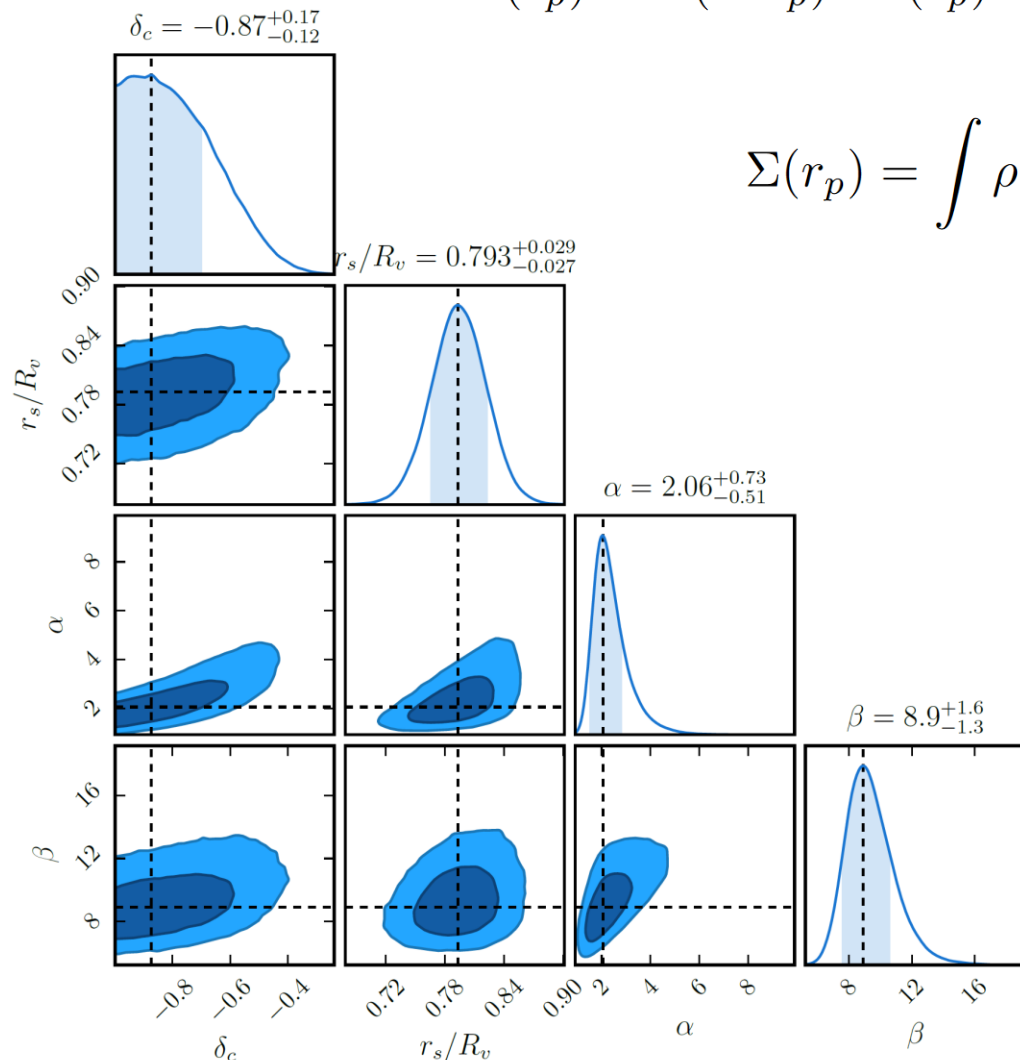 (r_p) (r_p) (r_p)
δ_c = −0.87^{+0.17}_{−0.12}
Σ(r_p) = ∫ ρ
r_s/R_v = 0.793^{+0.029}_{−0.027}
0.90
0.84
0.78
0.72
r_s/R_v
α = 2.06^{+0.73}_{−0.51}
8
6
4
2
α
β = 8.9^{+1.6}_{−1.3}
16
12
8
β
−0.8 −0.6 −0.4 0.72 0.78 0.84 0.90 2 4 6 8 8 12 16
δ_c r_s/R_v α β